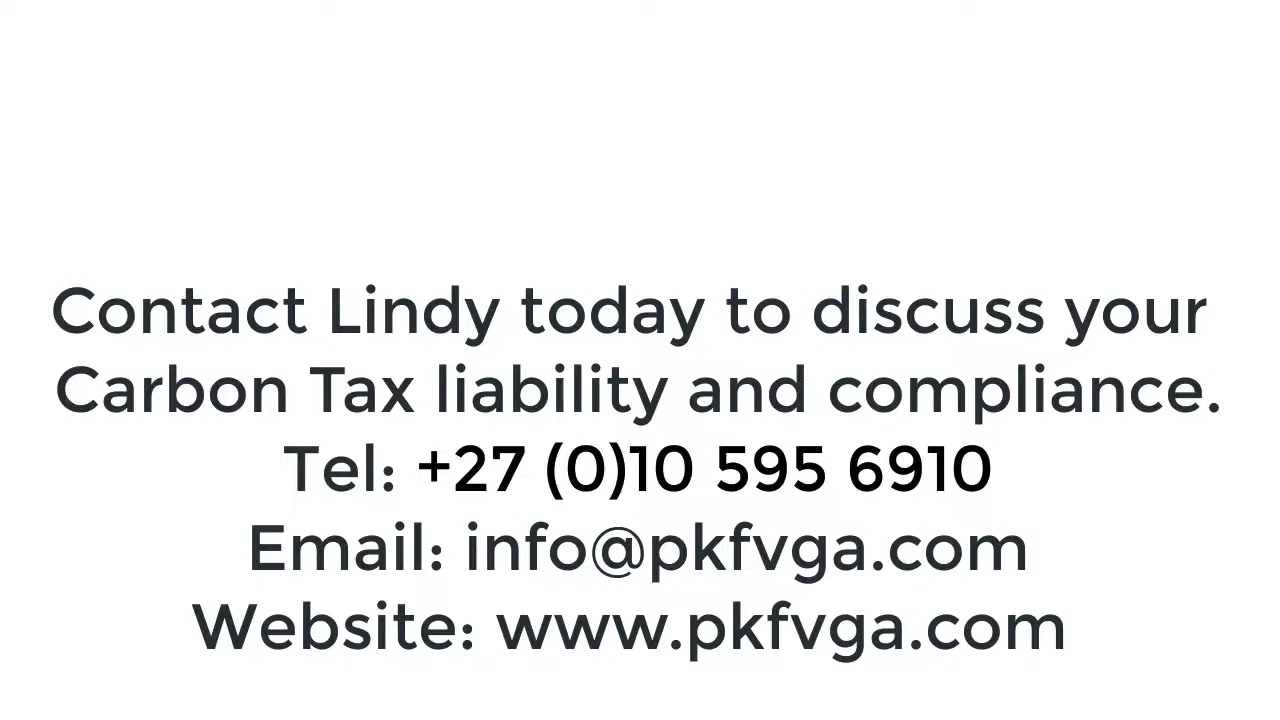 Contact Lindy today to discuss your
Carbon Tax liability and compliance.
Tel: +27 (0)10 595 6910
Email: info@pkfvga.com
Website: www.pkfvga.com